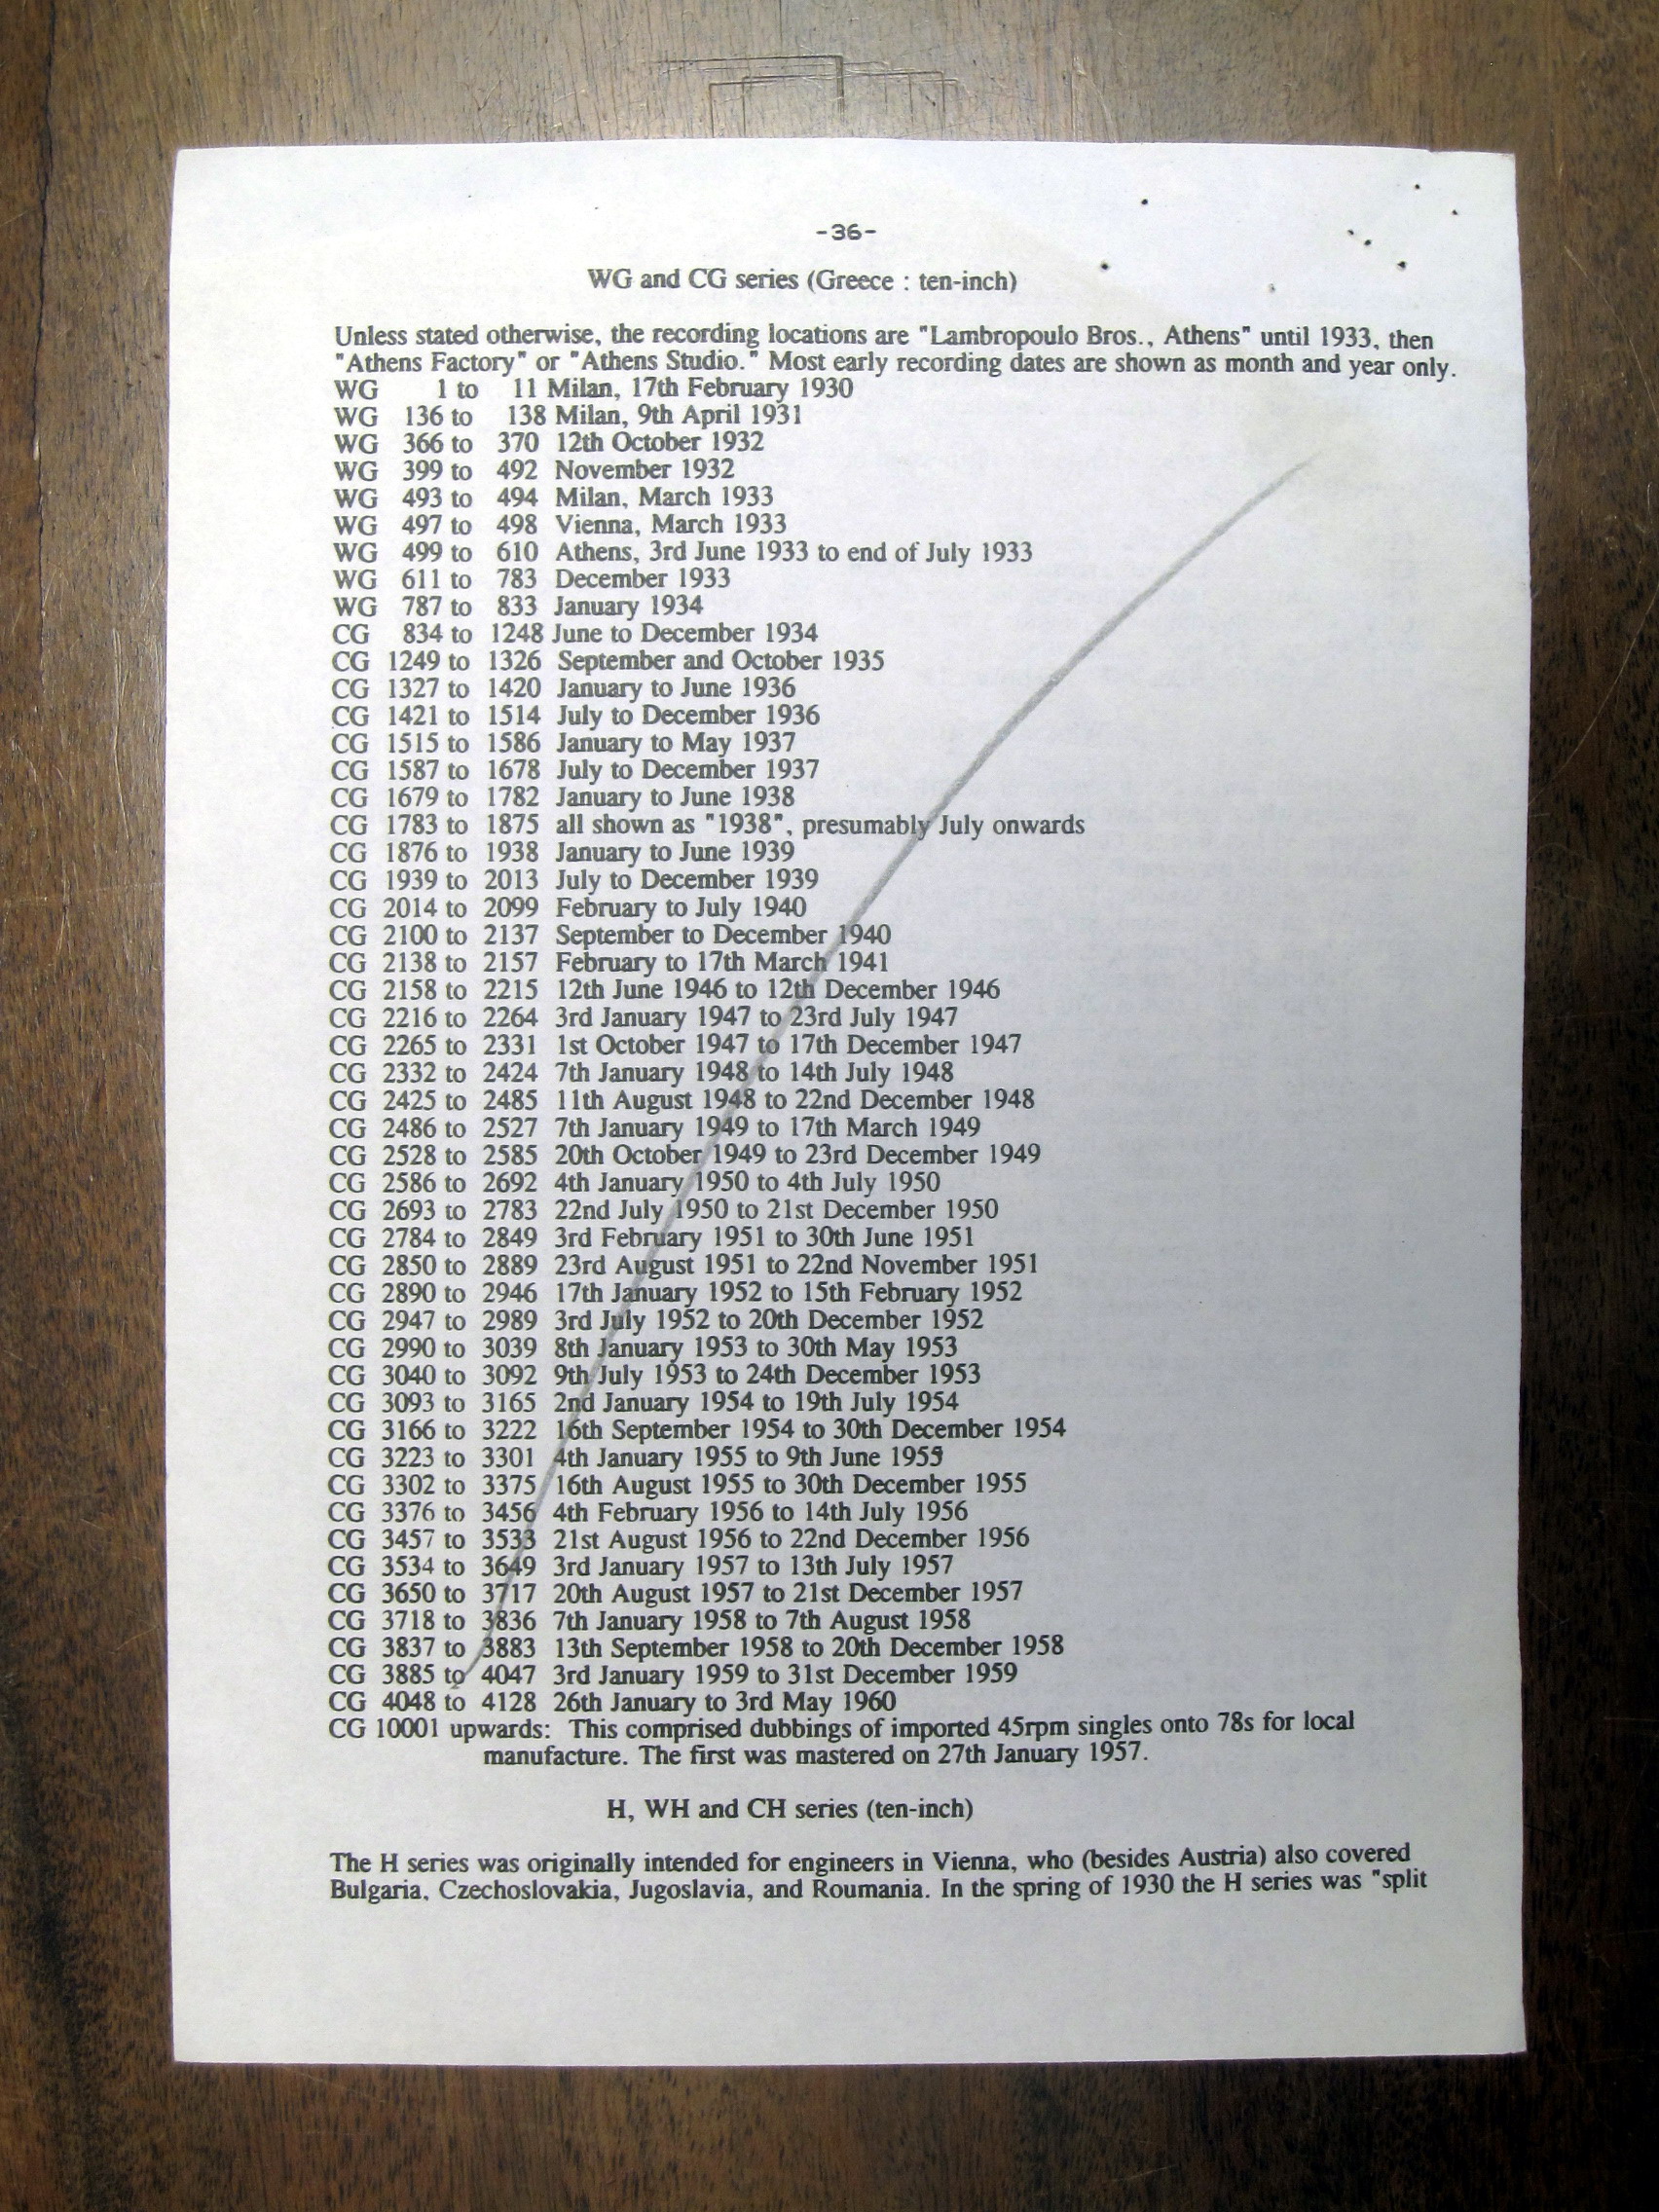 -36-
WG and CG series (Greece : ten-inch)
Unless stated otherwise, the recording locations are "Lambropoulo Bros., Athens" until 1933, then
"Athens Factory" or "Athens Studio." Most early recording dates are shown as month and year only.
WG 1 to 11 Milan, 17th February 1930
WG 136 to 138 Milan, 9th April 1931
WG 366 to 370 12th October 1932
WG 399 to 492 November 1932
WG 493 to 494 Milan, March 1933
WG 497 to 498 Vienna, March 1933
WG 499 to 610 Athens, 3rd June 1933 to end of July 1933
WG 611 to 783 December 1933
WG 787 to 833 January 1934
CG 834 to 1248 June to December 1934
CG 1249 to 1326 September and October 1935
CG 1327 to 1420 January to June 1936
CG 1421 to 1514 July to December 1936
CG 1515 to 1586 January to May 1937
CG 1587 to 1678 July to December 1937
CG 1679 to 1782 January to June 1938
CG 1783 to 1875 all shown as "1938", presumably July onwards
CG 1876 to 1938 January to June 1939
CG 1939 to 2013 July to December 1939
CG 2014 to 2099 February to July 1940
CG 2100 to 2137 September to December 1940
CG 2138 to 2157 February to 17th March 1941
CG 2158 to 2215 12th June 1946 to 12th December 1946
CG 2216 to 2264 3rd January 1947 to 23rd July 1947
CG 2265 to 2331 1st October 1947 to 17th December 1947
CG 2332 to 2424 7th January 1948 to 14th July 1948
CG 2425 to 2485 11th August 1948 to 22nd December 1948
CG 2486 to 2527 7th January 1949 to 17th March 1949
CG 2528 to 2585 20th October 1949 to 23rd December 1949
CG 2586 to 2692 4th January 1950 to 4th July 1950
CG 2693 to 2783 22nd July 1950 to 21st December 1950
CG 2784 to 2849 3rd February 1951 to 30th June 1951
CG 2850 to 2889 23rd August 1951 to 22nd November 1951
CG 2890 to 2946 17th January 1952 to 15th February 1952
CG 2947 to 2989 3rd July 1952 to 20th December 1952
CG 2990 to 3039 8th January 1953 to 30th May 1953
CG 3040 to 3092 9th July 1953 to 24th December 1953
CG 3093 to 3165 2nd January 1954 to 19th July 1954
CG 3166 to 3222 16th September 1954 to 30th December 1954
CG 3223 to 3301 4th January 1955 to 9th June 1955
CG 3302 to 3375 16th August 1955 to 30th December 1955
CG 3376 to 3456 4th February 1956 to 14th July 1956
CG 3457 to 3533 21st August 1956 to 22nd December 1956
CG 3534 to 3649 3rd January 1957 to 13th July 1957
CG 3650 to 3717 20th August 1957 to 21st December 1957
CG 3718 to 3836 7th January 1958 to 7th August 1958
CG 3837 to 3883 13th September 1958 to 20th December 1958
CG 3885 to 4047 3rd January 1959 to 31st December 1959
CG 4048 to 4128 26th January to 3rd May 1960
CG 10001 upwards: This comprised dubbings of imported 45rpm singles onto 78s for local
manufacture. The first was mastered on 27th January 1957.
H, WH and CH series (ten-inch)
The H series was originally intended for engineers in Vienna, who (besides Austria) also covered
Bulgaria, Czechoslovakia, Jugoslavia, and Roumania. In the spring of 1930 the H series was "split